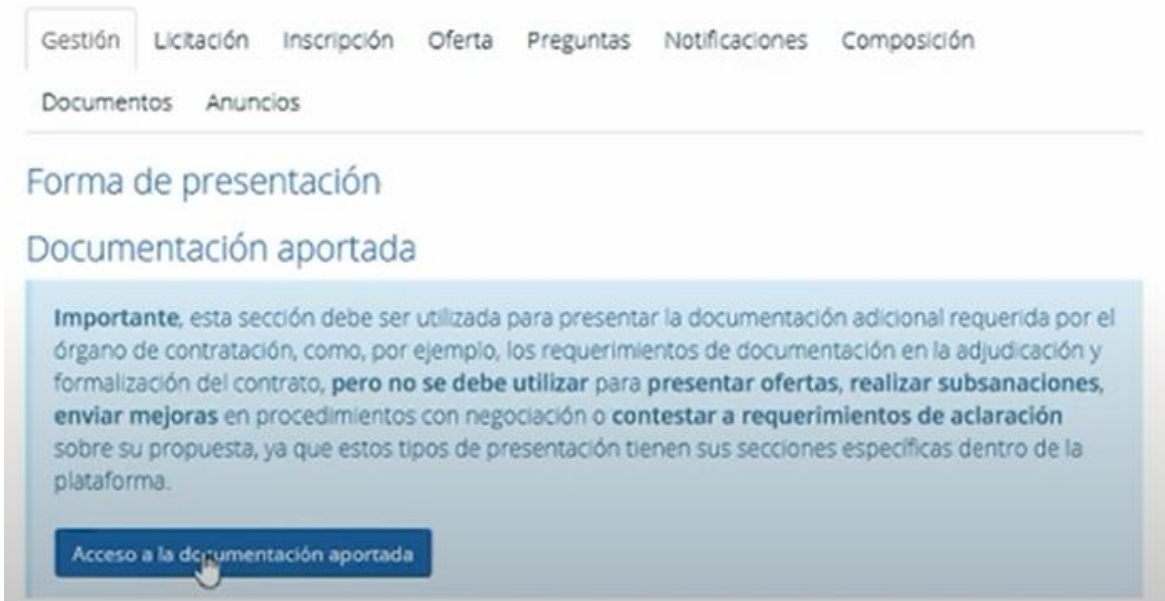 Gestión Licitación Inscripción Oferta Preguntas Notificaciones Composición
Documentos Anuncios
Forma de presentación
Documentación aportada
Importante, esta sección debe ser utilizada para presentar la documentación adicional requerida por el
órgano de contratación, como, por ejemplo, los requerimientos de documentación en la adjudicación y
formalización del contrato, pero no se debe utilizar para presentar ofertas, realizar subsanaciones,
enviar mejoras en procedimientos con negociación o contestar a requerimientos de aclaración
sobre su propuesta, ya que estos tipos de presentación tienen sus secciones específicas dentro de la
plataforma.
Acceso a la documentación aportada